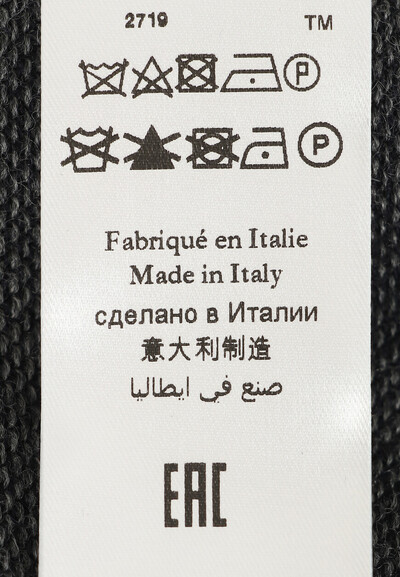 2719 TM
P
P
Fabriqué en Italie
Made in Italy
сделано в Италии
意大利制造
صنع في ايطاليا
EAC